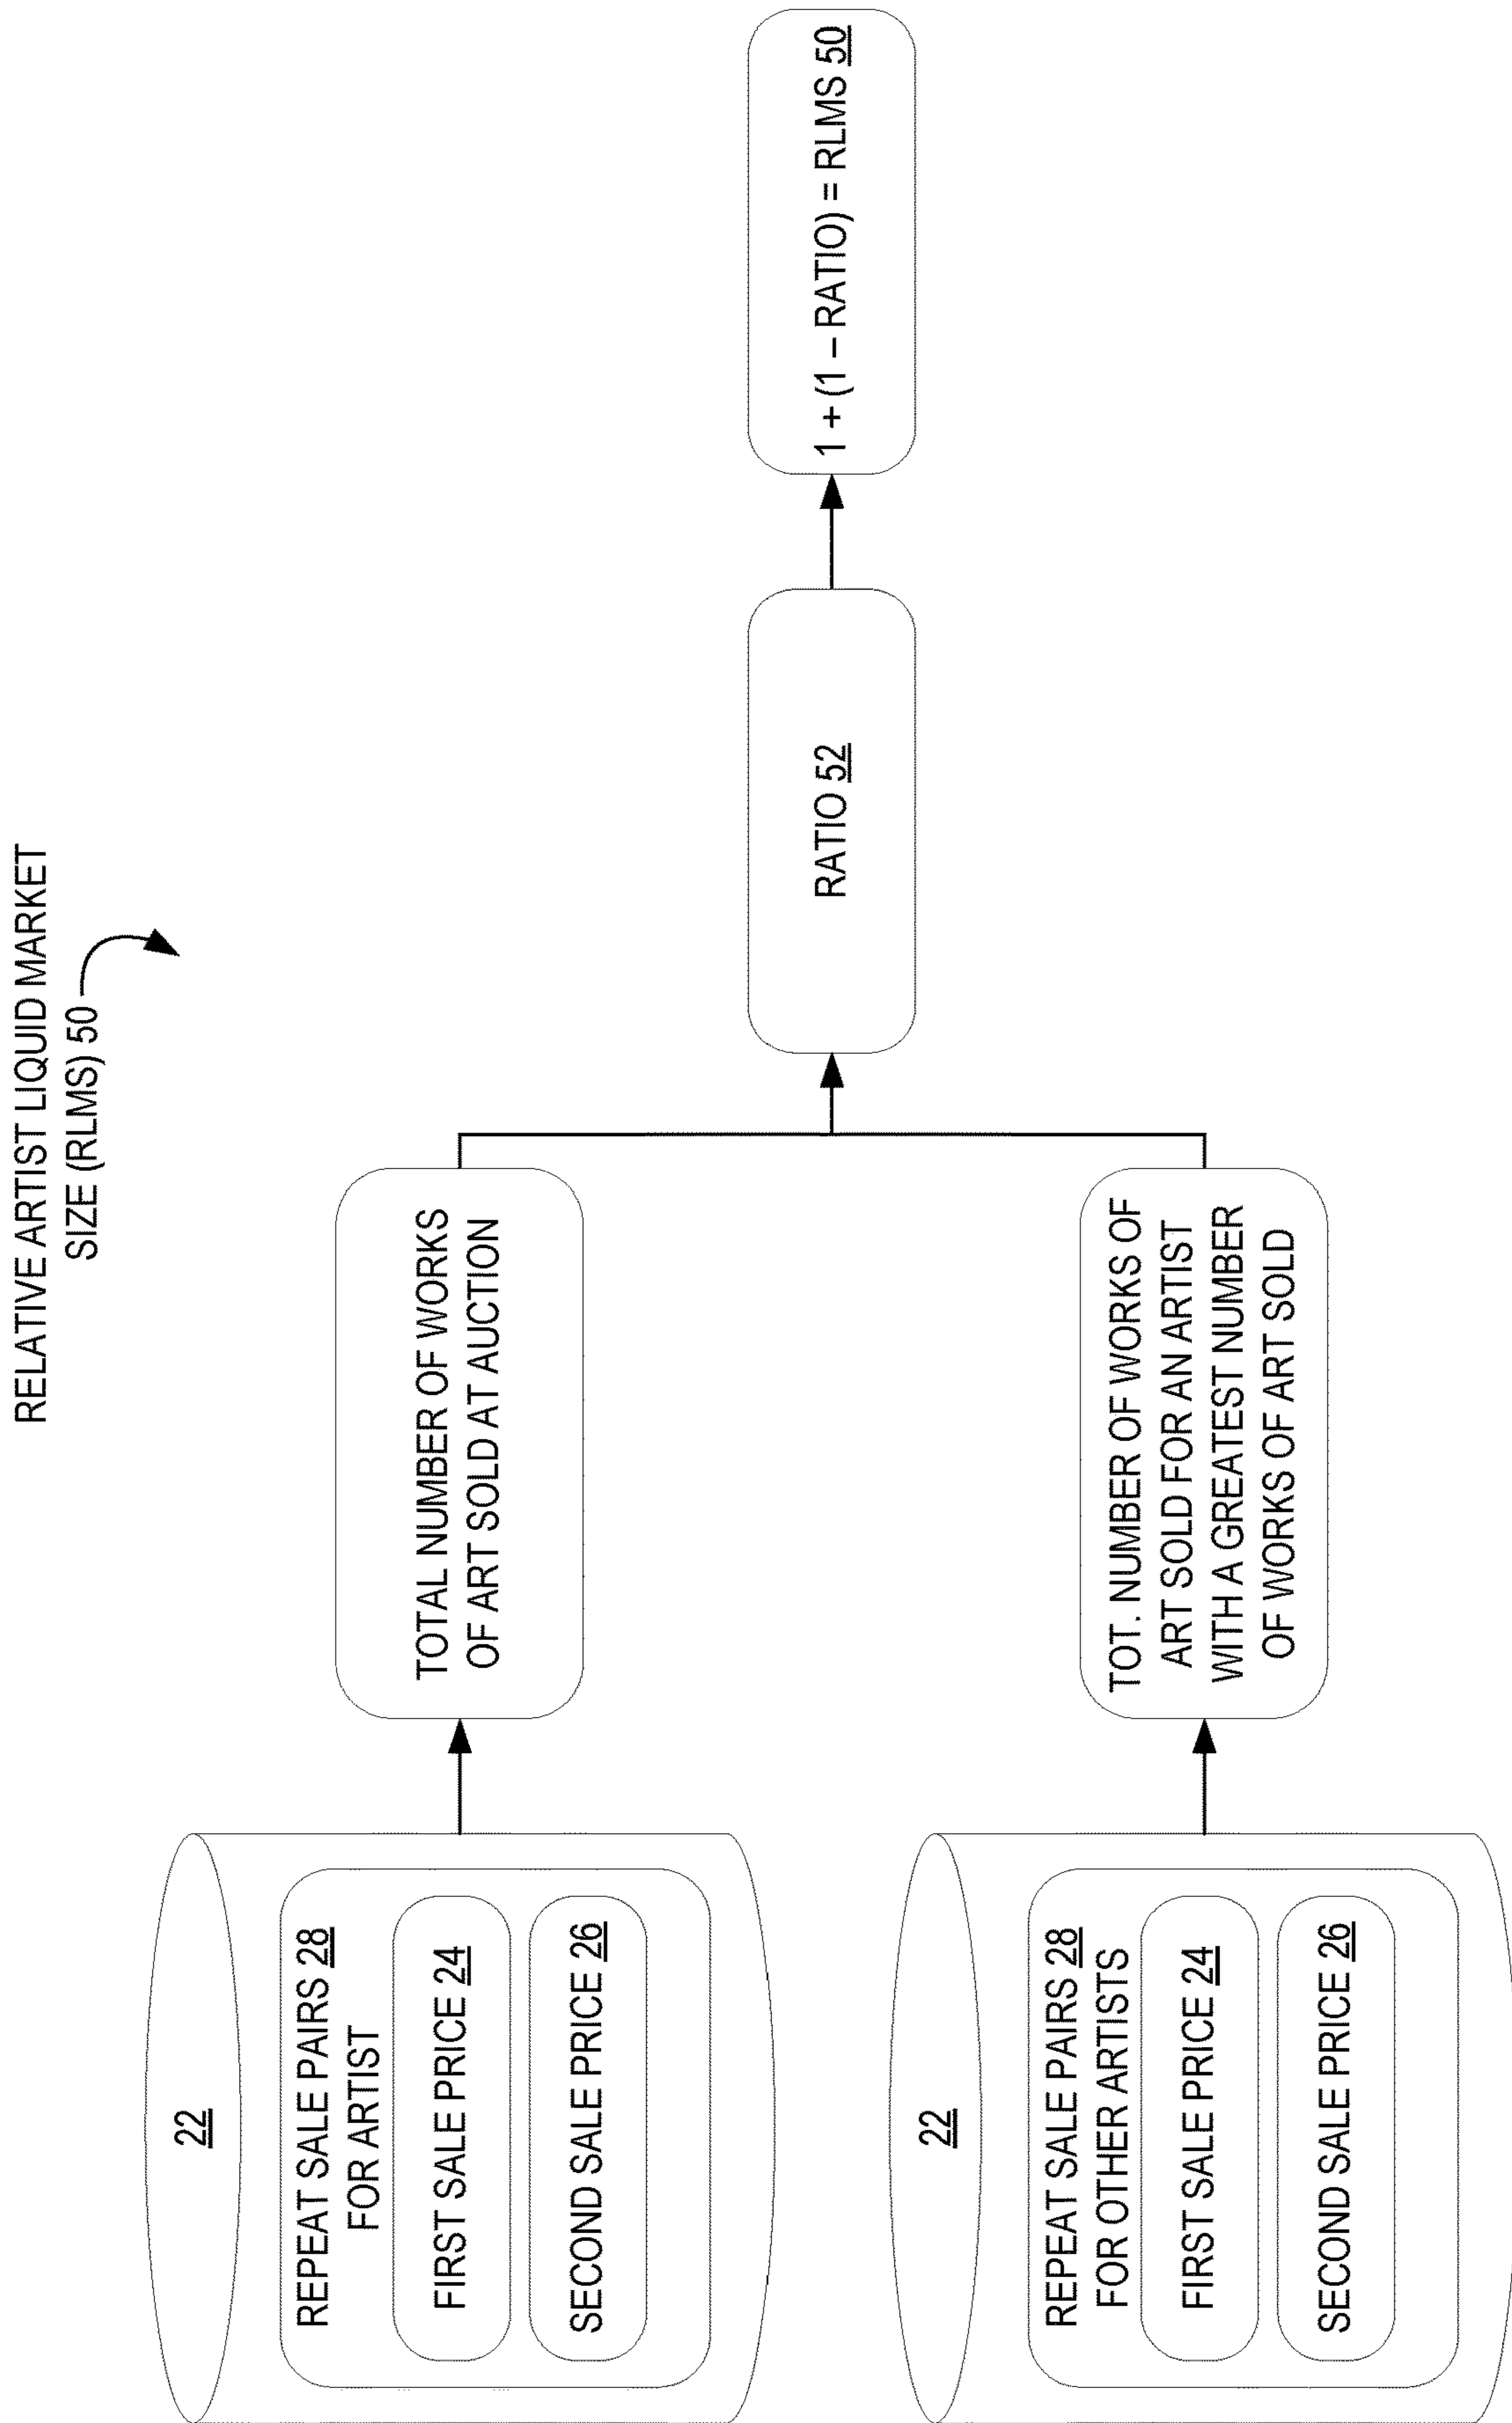 RELATIVE ARTIST LIQUID MARKET
SIZE (RLMS) 50
22
REPEAT SALE PAIRS 28
FOR ARTIST
FIRST SALE PRICE 24
SECOND SALE PRICE 26
TOTAL NUMBER OF WORKS
OF ART SOLD AT AUCTION
22
REPEAT SALE PAIRS 28
FOR OTHER ARTISTS
FIRST SALE PRICE 24
SECOND SALE PRICE 26
TOT. NUMBER OF WORKS OF
ART SOLD FOR AN ARTIST
WITH A GREATEST NUMBER
OF WORKS OF ART SOLD
RATIO 52
1 + (1 – RATIO) = RLMS 50